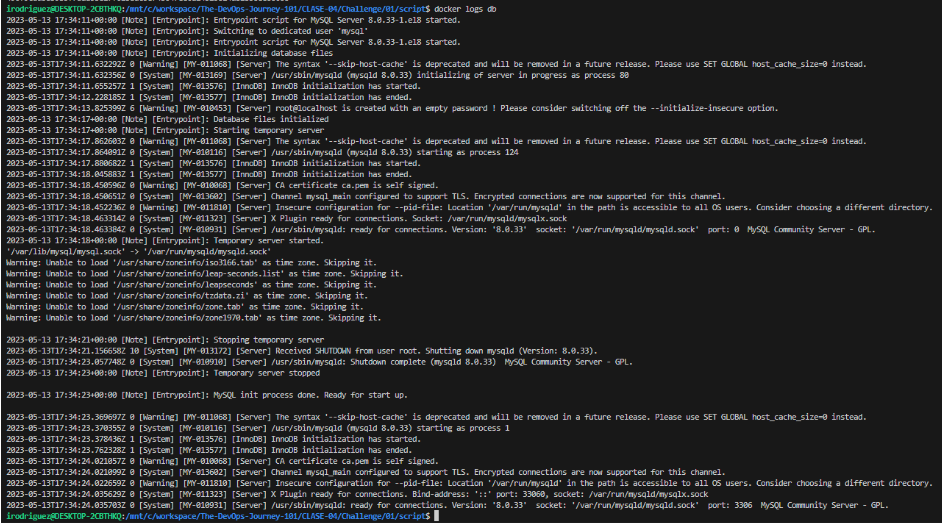 irodriguez@DESKTOP-2CBTHKQ:/mnt/c/workspace/The-DevOps-Journey-101/CLASE-04/Challenge/01/script$ docker logs db
2023-05-13 17:34:11+00:00 [Note] [Entrypoint]: Entrypoint script for MySQL Server 8.0.33-1.el8 started.
2023-05-13 17:34:11+00:00 [Note] [Entrypoint]: Switching to dedicated user 'mysql'
2023-05-13 17:34:11+00:00 [Note] [Entrypoint]: Entrypoint script for MySQL Server 8.0.33-1.el8 started.
2023-05-13 17:34:11+00:00 [Note] [Entrypoint]: Initializing database files
2023-05-13T17:34:11.632292Z 0 [Warning] [MY-011068] [Server] The syntax '--skip-host-cache' is deprecated and will be removed in a future release. Please use SET GLOBAL host_cache_size=0 instead.
2023-05-13T17:34:11.632356Z 0 [System] [MY-013169] [Server] /usr/sbin/mysqld (mysqld 8.0.33) initializing of server in progress as process 80
2023-05-13T17:34:11.655257Z 1 [System] [MY-013576] [InnoDB] InnoDB initialization has started.
2023-05-13T17:34:12.228185Z 1 [System] [MY-013577] [InnoDB] InnoDB initialization has ended.
2023-05-13T17:34:13.825399Z 6 [Warning] [MY-010453] [Server] root@localhost is created with an empty password ! Please consider switching off the --initialize-insecure option.
2023-05-13 17:34:17+00:00 [Note] [Entrypoint]: Database files initialized
2023-05-13 17:34:17+00:00 [Note] [Entrypoint]: Starting temporary server
2023-05-13T17:34:17.862603Z 0 [Warning] [MY-011068] [Server] The syntax '--skip-host-cache' is deprecated and will be removed in a future release. Please use SET GLOBAL host_cache_size=0 instead.
2023-05-13T17:34:17.864091Z 0 [System] [MY-010116] [Server] /usr/sbin/mysqld (mysqld 8.0.33) starting as process 124
2023-05-13T17:34:17.880682Z 1 [System] [MY-013576] [InnoDB] InnoDB initialization has started.
2023-05-13T17:34:18.045883Z 1 [System] [MY-013577] [InnoDB] InnoDB initialization has ended.
2023-05-13T17:34:18.450596Z 0 [Warning] [MY-010068] [Server] CA certificate ca.pem is self signed.
2023-05-13T17:34:18.450651Z 0 [System] [MY-013602] [Server] Channel mysql_main configured to support TLS. Encrypted connections are now supported for this channel.
2023-05-13T17:34:18.452236Z 0 [Warning] [MY-011810] [Server] Insecure configuration for --pid-file: Location '/var/run/mysqld' in the path is accessible to all OS users. Consider choosing a different directory.
2023-05-13T17:34:18.463314Z 0 [System] [MY-011323] [Server] X Plugin ready for connections. Socket: /var/run/mysqld/mysqlx.sock
2023-05-13T17:34:18.463384Z 0 [System] [MY-010931] [Server] /usr/sbin/mysqld: ready for connections. Version: '8.0.33'  socket: '/var/run/mysqld/mysqld.sock'  port: 0  MySQL Community Server - GPL.
2023-05-13 17:34:18+00:00 [Note] [Entrypoint]: Temporary server started.
'/var/lib/mysql/mysql.sock' -> '/var/run/mysqld/mysqld.sock'
Warning: Unable to load '/usr/share/zoneinfo/iso3166.tab' as time zone. Skipping it.
Warning: Unable to load '/usr/share/zoneinfo/leap-seconds.list' as time zone. Skipping it.
Warning: Unable to load '/usr/share/zoneinfo/leapseconds' as time zone. Skipping it.
Warning: Unable to load '/usr/share/zoneinfo/tzdata.zi' as time zone. Skipping it.
Warning: Unable to load '/usr/share/zoneinfo/zone.tab' as time zone. Skipping it.
Warning: Unable to load '/usr/share/zoneinfo/zone1970.tab' as time zone. Skipping it.
2023-05-13 17:34:21+00:00 [Note] [Entrypoint]: Stopping temporary server
2023-05-13T17:34:21.156658Z 10 [System] [MY-013172] [Server] Received SHUTDOWN from user root. Shutting down mysqld (Version: 8.0.33).
2023-05-13T17:34:23.057748Z 0 [System] [MY-010910] [Server] /usr/sbin/mysqld: Shutdown complete (mysqld 8.0.33)  MySQL Community Server - GPL.
2023-05-13 17:34:23+00:00 [Note] [Entrypoint]: Temporary server stopped
2023-05-13 17:34:23+00:00 [Note] [Entrypoint]: MySQL init process done. Ready for start up.
2023-05-13T17:34:23.369697Z 0 [Warning] [MY-011068] [Server] The syntax '--skip-host-cache' is deprecated and will be removed in a future release. Please use SET GLOBAL host_cache_size=0 instead.
2023-05-13T17:34:23.370355Z 0 [System] [MY-010116] [Server] /usr/sbin/mysqld (mysqld 8.0.33) starting as process 1
2023-05-13T17:34:23.378436Z 1 [System] [MY-013576] [InnoDB] InnoDB initialization has started.
2023-05-13T17:34:23.762328Z 1 [System] [MY-013577] [InnoDB] InnoDB initialization has ended.
2023-05-13T17:34:24.021057Z 0 [Warning] [MY-010068] [Server] CA certificate ca.pem is self signed.
2023-05-13T17:34:24.021099Z 0 [System] [MY-013602] [Server] Channel mysql_main configured to support TLS. Encrypted connections are now supported for this channel.
2023-05-13T17:34:24.022659Z 0 [Warning] [MY-011810] [Server] Insecure configuration for --pid-file: Location '/var/run/mysqld' in the path is accessible to all OS users. Consider choosing a different directory.
2023-05-13T17:34:24.035629Z 0 [System] [MY-011323] [Server] X Plugin ready for connections. Bind-address: '::' port: 33060, socket: /var/run/mysqld/mysqlx.sock
2023-05-13T17:34:24.035703Z 0 [System] [MY-010931] [Server] /usr/sbin/mysqld: ready for connections. Version: '8.0.33'  socket: '/var/run/mysqld/mysqld.sock'  port: 3306  MySQL Community Server - GPL.
irodriguez@DESKTOP-2CBTHKQ:/mnt/c/workspace/The-DevOps-Journey-101/CLASE-04/Challenge/01/script$